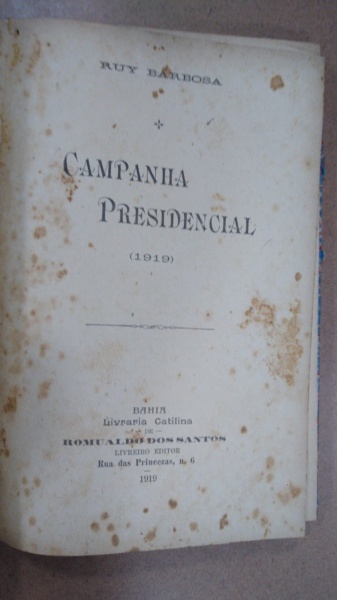 RUY BARBOSA
CAMPANHA
PRESIDENCIAL
(1919)
BAHIA
Livraria Catilina
— DE —
ROMUALDO DOS SANTOS
LIVREIRO EDITOR
Rua das Princezas, n. 6
1919